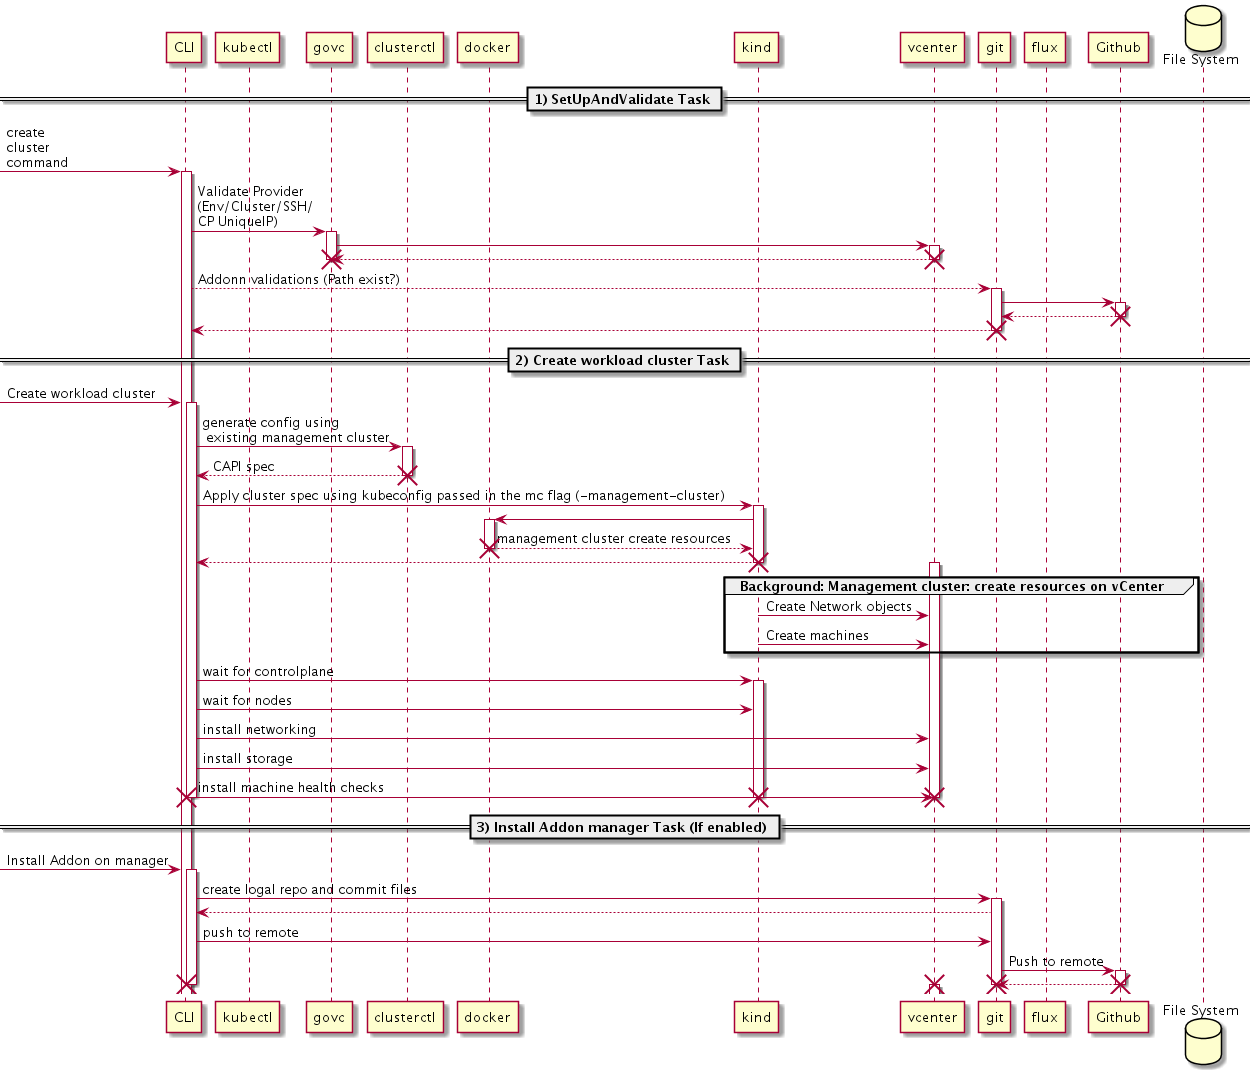 CLI
kubectl
govc
clusterctl
docker
kind
vcenter
git
flux
Github
File System
1) SetUpAndValidate Task
create
cluster
command
Validate Provider
(Env/Cluster/SSH/
CP UniqueIP)
Addonn validations (Path exist?)
2) Create workload cluster Task
Create workload cluster
generate config using
existing management cluster
CAPI spec
Apply cluster spec using kubeconfig passed in the mc flag (-management-cluster)
management cluster create resources
Background: Management cluster: create resources on vCenter
Create Network objects
Create machines
wait for controlplane
wait for nodes
install networking
install storage
install machine health checks
3) Install Addon manager Task (If enabled)
Install Addon on manager
create logal repo and commit files
push to remote
Push to remote
CLI
kubectl
govc
clusterctl
docker
kind
vcenter
git
flux
Github
File System